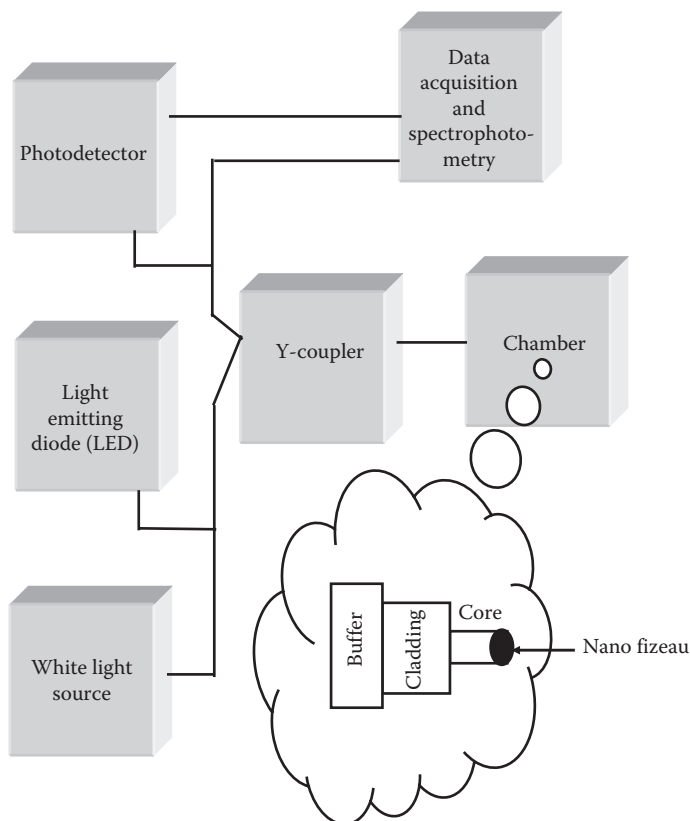 Data
acquisition
and
spectrophoto-
metry
Photodetector
Y-coupler
Chamber
Light
emitting
diode (LED)
Buffer
Cladding
Core
Nano fizeau
White light
source